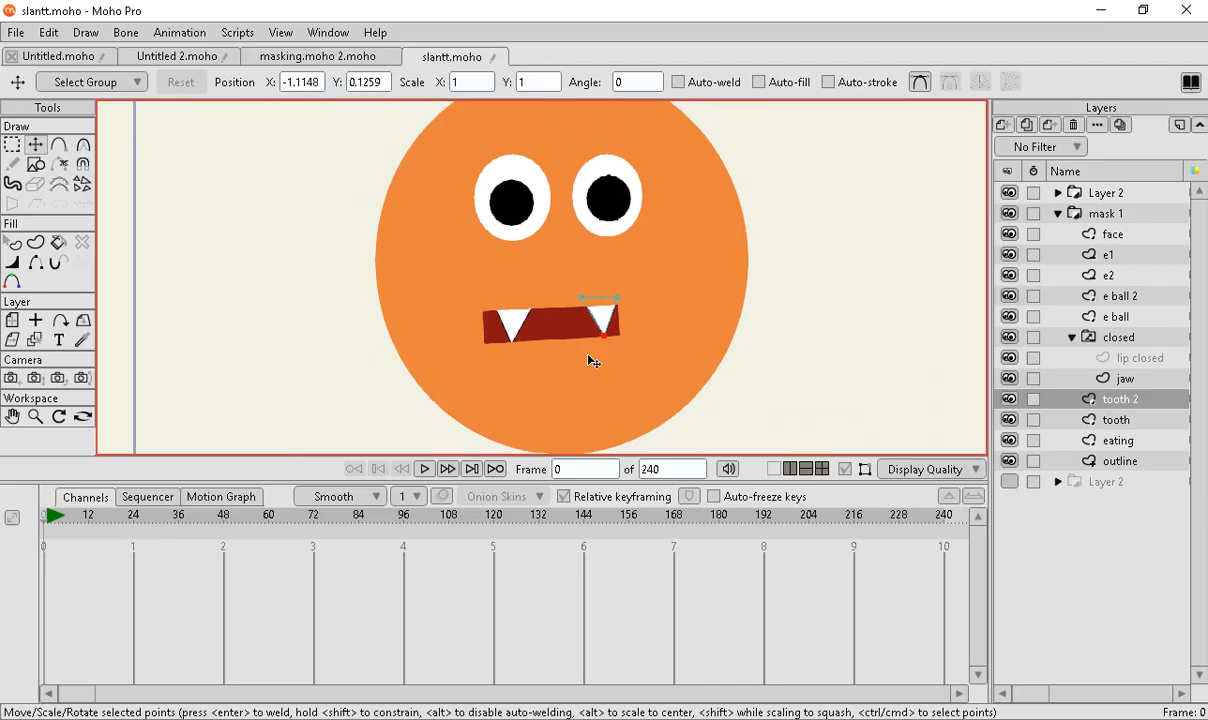 slantt.moho - Moho Pro
File Edit Draw Bone Animation Scripts View Window Help
Untitled.moho Untitled 2.moho masking.moho 2.moho slantt.moho
Select Group Reset Position X: -1.1148 Y: 0.1259 Scale X: 1 Y: 1 Angle: 0 Auto-weld Auto-fill Auto-stroke
Tools Layers
Draw
No Filter
Name
Layer 2
mask 1
Fill
face
e1
e2
e ball 2
Layer
e ball
closed
Camera
lip closed
jaw
Workspace
tooth 2
tooth
eating
outline
Frame 0 of 240 Display Quality
Layer 2
Channels Sequencer Motion Graph Smooth 1 Onion Skins Relative keyframing Auto-freeze keys
0 12 24 36 48 60 72 84 96 108 120 132 144 156 168 180 192 204 216 228 240
0 1 2 3 4 5 6 7 8 9 10
Move/Scale/Rotate selected points (press <enter> to weld, hold <shift> to constrain, <alt> to disable auto-welding, <alt> to scale to center, <shift> while scaling to squash, <ctrl/cmd> to select points) Frame: 0